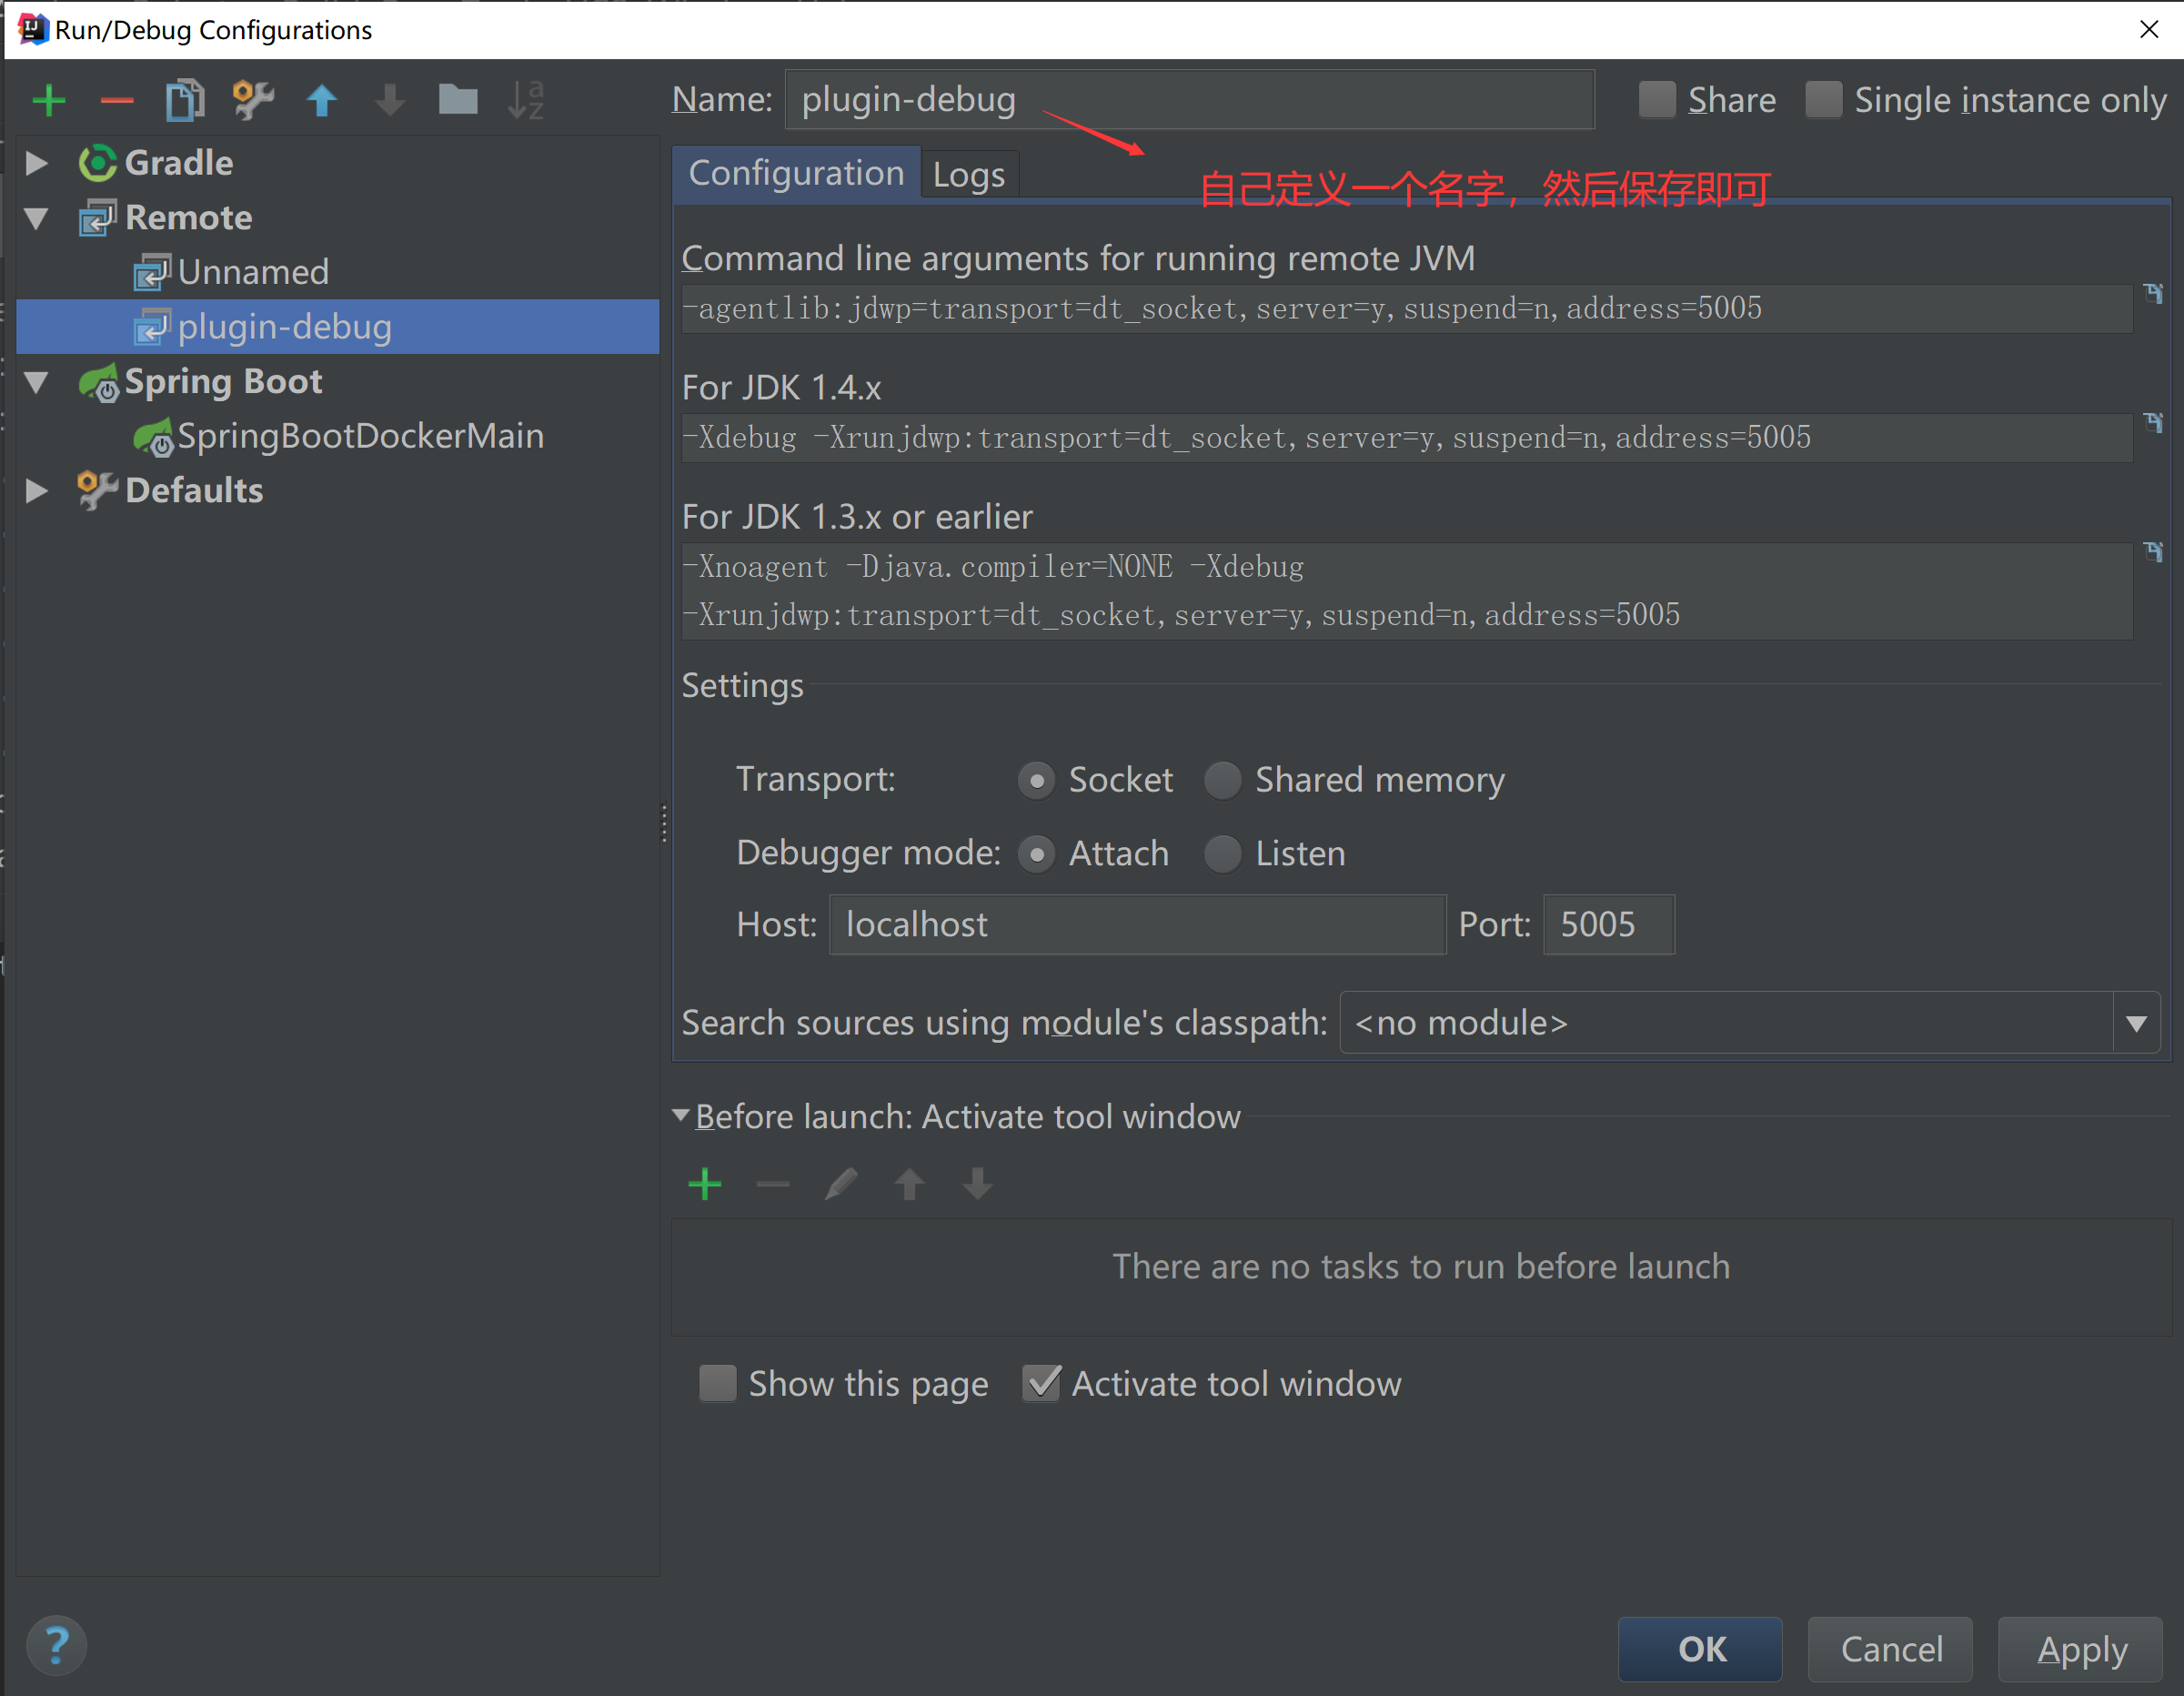 Run/Debug Configurations
Name: plugin-debug
Share
Single instance only
Gradle
Remote
Unnamed
plugin-debug
Spring Boot
SpringBootDockerMain
Defaults
Configuration
Logs
自己定义一个名字，然后保存即可
Command line arguments for running remote JVM
-agentlib:jdwp=transport=dt_socket,server=y,suspend=n,address=5005
For JDK 1.4.x
-Xdebug -Xrunjdwp:transport=dt_socket,server=y,suspend=n,address=5005
For JDK 1.3.x or earlier
-Xnoagent -Djava.compiler=NONE -Xdebug
-Xrunjdwp:transport=dt_socket,server=y,suspend=n,address=5005
Settings
Transport: Socket Shared memory
Debugger mode: Attach Listen
Host: localhost Port: 5005
Search sources using module's classpath: <no module>
Before launch: Activate tool window
There are no tasks to run before launch
Show this page Activate tool window
OK Cancel Apply